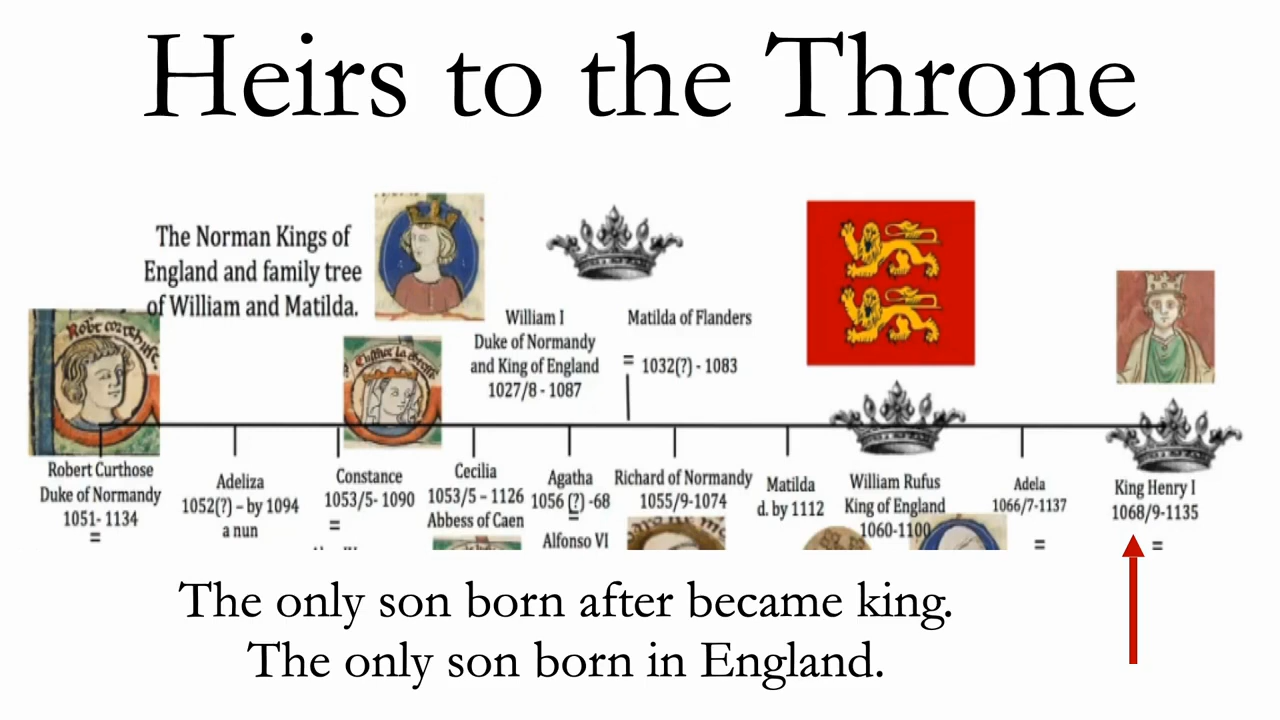 Heirs to the Throne
The Norman Kings of
England and family tree
of William and Matilda.
William I
Duke of Normandy
and King of England
1027/8 - 1087
Matilda of Flanders
=
1032(?) - 1083
Robert Curthose
Duke of Normandy
1051- 1134
=
Adeliza
1052(?) – by 1094
a nun
Constance
1053/5- 1090
=
Cecilia
1053/5 – 1126
Abbess of Caen
Agatha
1056 (?) -68
=
Alfonso VI
Richard of Normandy
1055/9-1074
Matilda
d. by 1112
William Rufus
King of England
1060-1100
Adela
1066/7-1137
=
King Henry I
1068/9-1135
=
The only son born after became king.
The only son born in England.